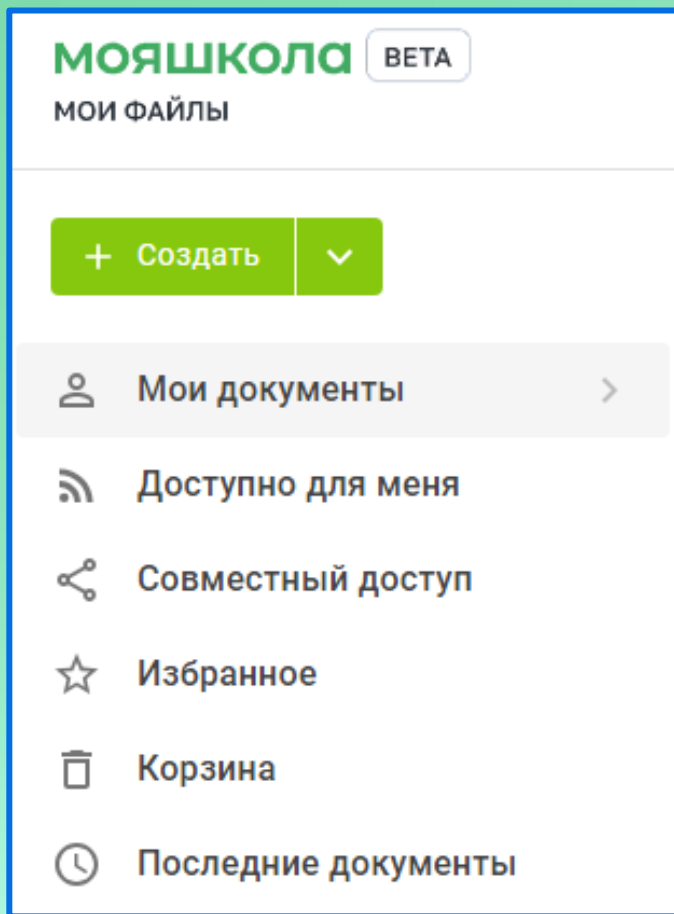 мояшкола BETA
МОИ ФАЙЛЫ
+ Создать
Мои документы
Доступно для меня
Совместный доступ
Избранное
Корзина
Последние документы